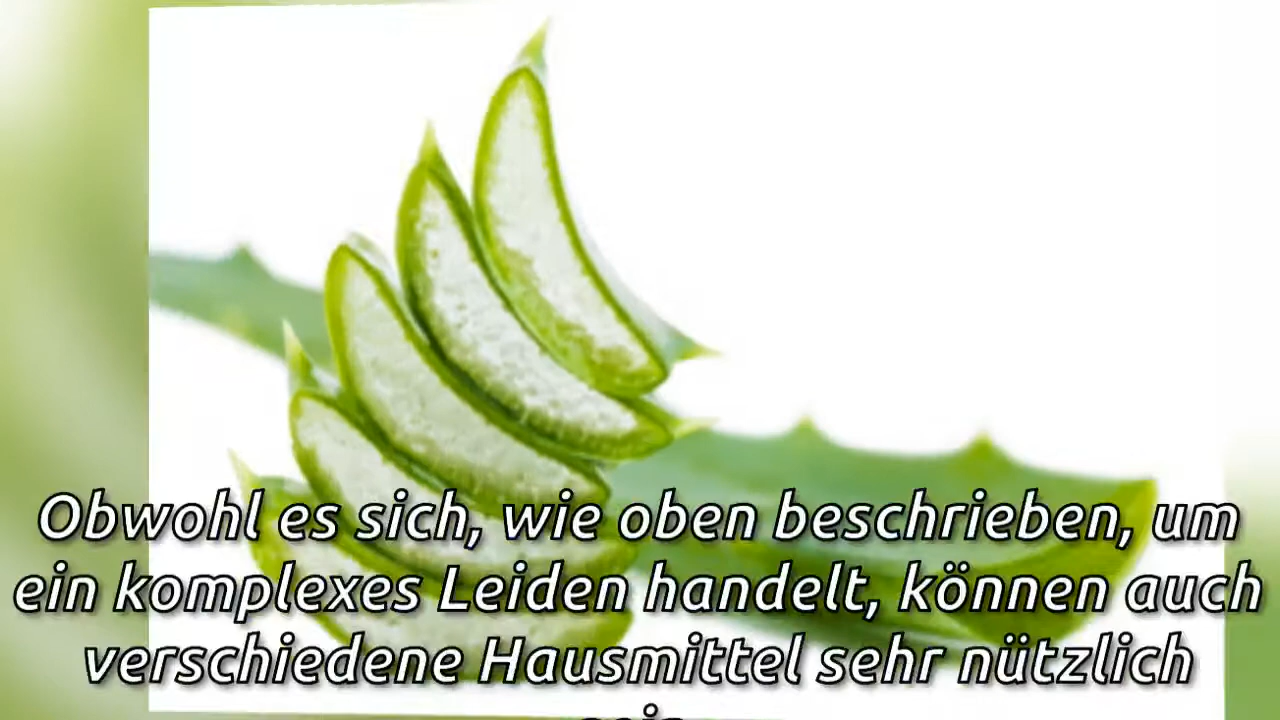 Obwohl es sich, wie oben beschrieben, um
ein komplexes Leiden handelt, können auch
verschiedene Hausmittel sehr nützlich